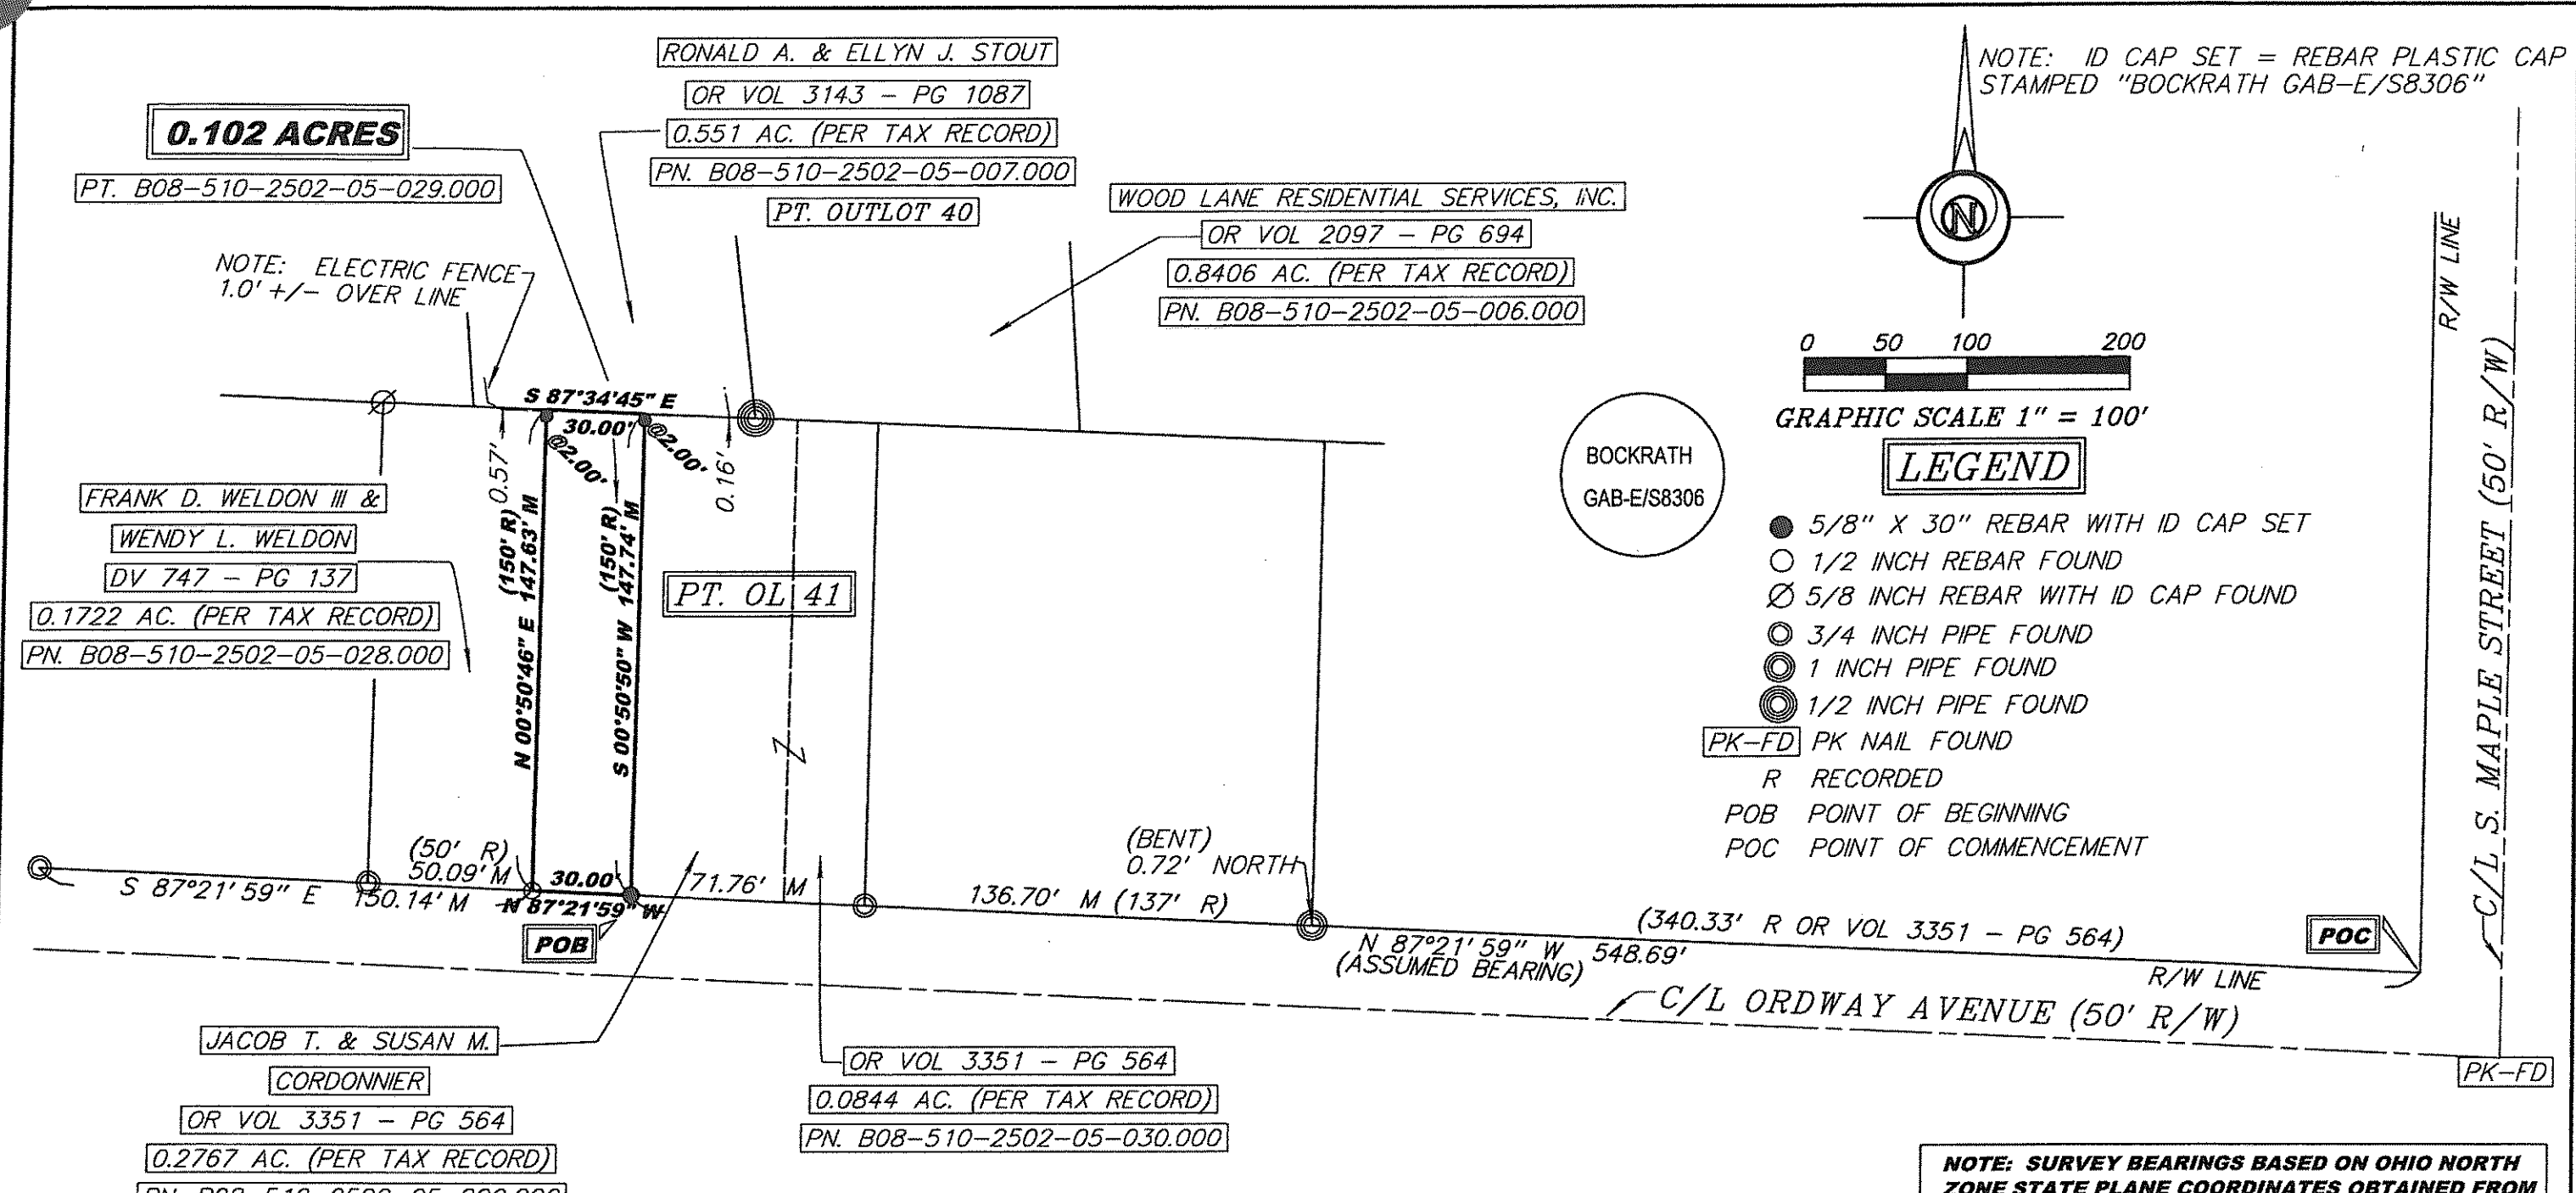 RONALD A. & ELLYN J. STOUT
OR VOL 3143 – PG 1087
0.551 AC. (PER TAX RECORD)
PN. B08–510–2502–05–007.000
PT. OUTLOT 40
NOTE: ID CAP SET = REBAR PLASTIC CAP
STAMPED "BOCKRATH GAB–E/S8306"
0.102 ACRES
PT. B08–510–2502–05–029.000
WOOD LANE RESIDENTIAL SERVICES, INC.
OR VOL 2097 – PG 694
0.8406 AC. (PER TAX RECORD)
PN. B08–510–2502–05–006.000
N
NOTE: ELECTRIC FENCE
1.0' +/– OVER LINE
0 50 100 200
GRAPHIC SCALE 1" = 100'
R/W LINE
C/L S. MAPLE STREET (50' R/W)
S 87°34'45" E
30.00'
@2.00'
@2.00'
0.57'
0.16'
(150' R)
147.63' M
N 00°50'46" E
(150' R)
147.74' M
S 00°50'50" W
PT. OL 41
Z
BOCKRATH
GAB-E/S8306
LEGEND
5/8" X 30" REBAR WITH ID CAP SET
1/2 INCH REBAR FOUND
5/8 INCH REBAR WITH ID CAP FOUND
3/4 INCH PIPE FOUND
1 INCH PIPE FOUND
1/2 INCH PIPE FOUND
PK–FD PK NAIL FOUND
R RECORDED
POB POINT OF BEGINNING
POC POINT OF COMMENCEMENT
FRANK D. WELDON III &
WENDY L. WELDON
DV 747 – PG 137
0.1722 AC. (PER TAX RECORD)
PN. B08–510–2502–05–028.000
(50' R)
50.09' M
S 87°21'59" E
150.14' M
30.00'
N 87°21'59" W
71.76' M
POB
(BENT)
0.72' NORTH
136.70' M (137' R)
(340.33' R OR VOL 3351 – PG 564)
N 87°21'59" W 548.69'
(ASSUMED BEARING)
POC
R/W LINE
C/L ORDWAY AVENUE (50' R/W)
PK–FD
JACOB T. & SUSAN M.
CORDONNIER
OR VOL 3351 – PG 564
0.2767 AC. (PER TAX RECORD)
OR VOL 3351 – PG 564
0.0844 AC. (PER TAX RECORD)
PN. B08–510–2502–05–030.000
NOTE: SURVEY BEARINGS BASED ON OHIO NORTH
ZONE STATE PLANE COORDINATES OBTAINED FROM